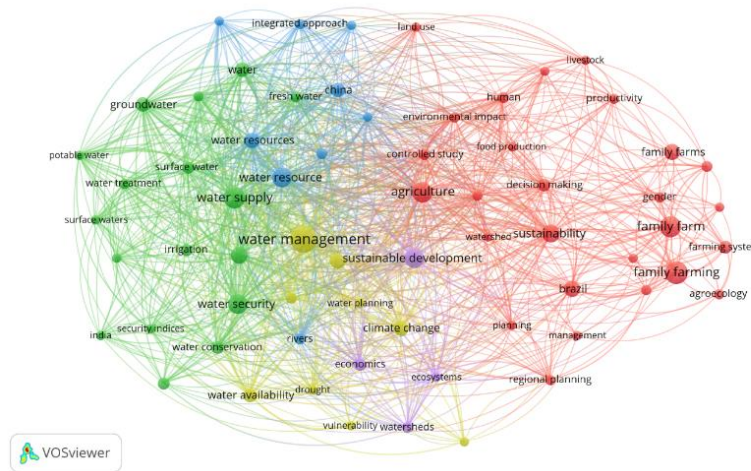 integrated approach
land use
livestock
water
china
fresh water
human
productivity
groundwater
environmental impact
water resources
food production
potable water
surface water
controlled study
family farms
water treatment
water resource
agriculture
decision making
water supply
gender
surface waters
family farm
water management
watershed
sustainability
irrigation
sustainable development
farming syste
family farming
brazil
agroecology
water security
water planning
india
security indices
climate change
planning
management
water conservation
rivers
economics
ecosystems
regional planning
drought
water availability
vulnerability
watersheds
VOSviewer